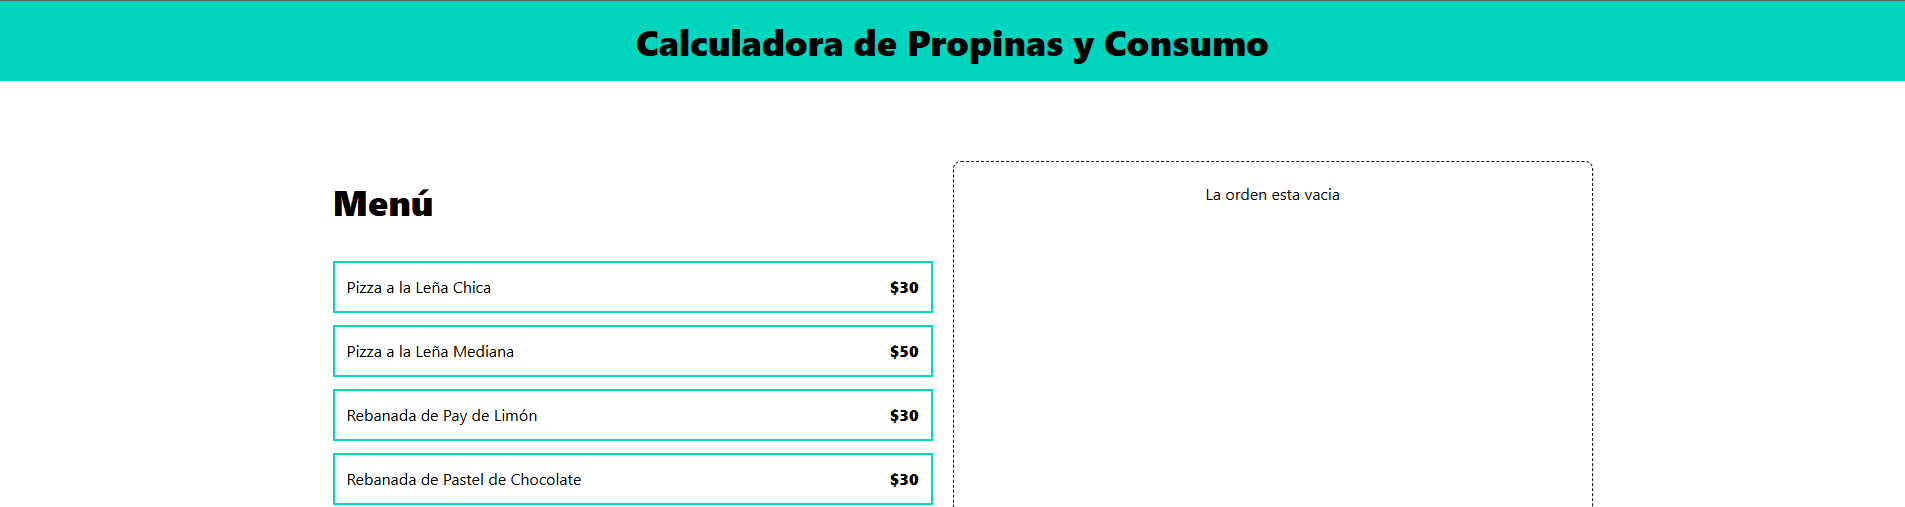 Calculadora de Propinas y Consumo
Menú
Pizza a la Leña Chica $30
Pizza a la Leña Mediana $50
Rebanada de Pay de Limón $30
Rebanada de Pastel de Chocolate $30
La orden esta vacia